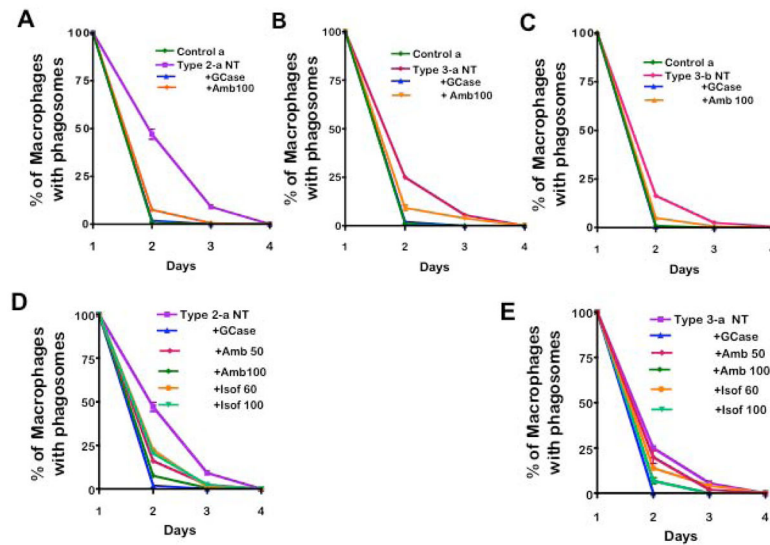 A
% of Macrophages
with phagosomes
100
75
50
25
0
1 2 3 4
Days
Control a
Type 2-a NT
+GCase
+Amb100
B
% of Macrophages
with phagosomes
100
75
50
25
0
1 2 3 4
Days
Control a
Type 3-a NT
+GCase
+ Amb100
C
% of Macrophages
with phagosomes
100
75
50
25
0
1 2 3
Days
Control a
Type 3-b NT
+GCase
+Amb 100
D
% of Macrophages
with phagosomes
100
75
50
25
0
1 2 3 4
Days
Type 2-a NT
+GCase
+Amb 50
+Amb100
+Isof 60
+Isof 100
E
% of Macrophages
with phagosomes
100
75
50
25
0
1 2 3 4
Days
Type 3-a NT
+GCase
+Amb 50
+Amb 100
+Isof 60
+Isof 100